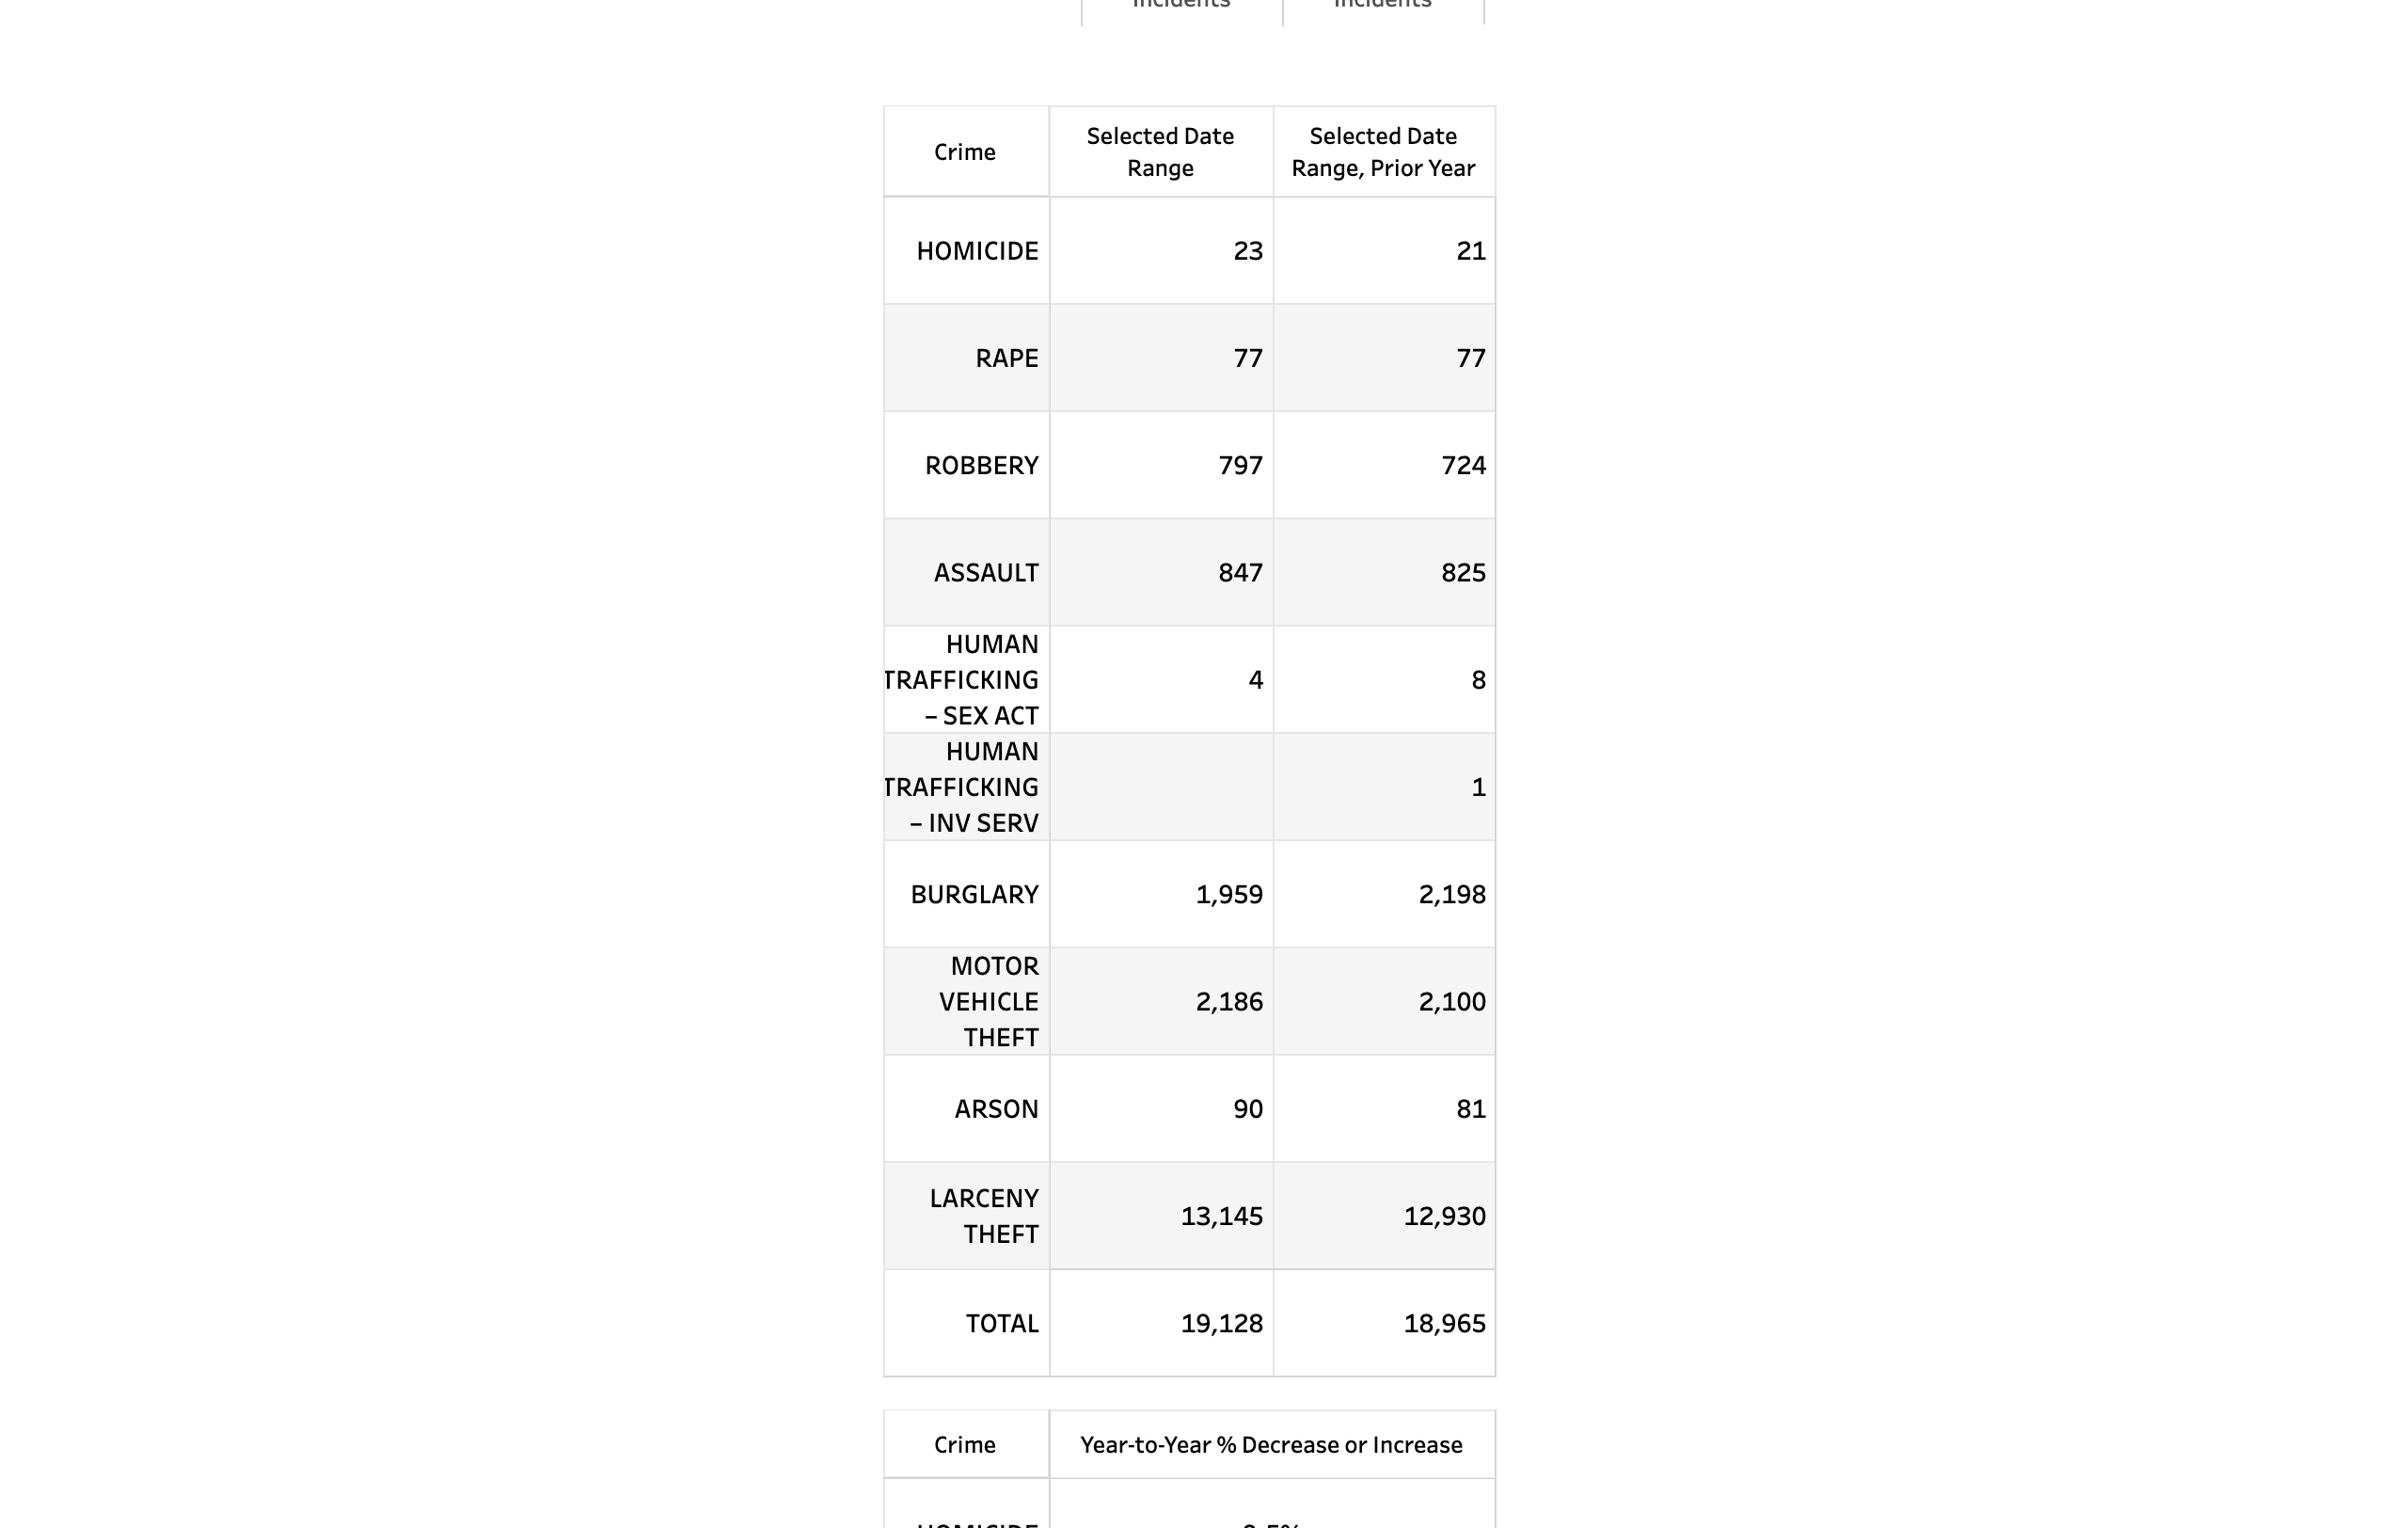 Incidents Incidents
Crime
Selected Date
Range
Selected Date
Range, Prior Year
HOMICIDE 23 21
RAPE 77 77
ROBBERY 797 724
ASSAULT 847 825
HUMAN
TRAFFICKING
– SEX ACT
4 8
HUMAN
TRAFFICKING
– INV SERV
1
BURGLARY 1,959 2,198
MOTOR
VEHICLE
THEFT
2,186 2,100
ARSON 90 81
LARCENY
THEFT
13,145 12,930
TOTAL 19,128 18,965
Crime Year-to-Year % Decrease or Increase
HOMICIDE